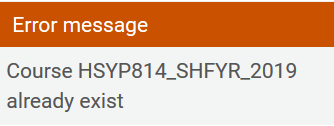 Error message
Course HSYP814_SHFYR_2019
already exist